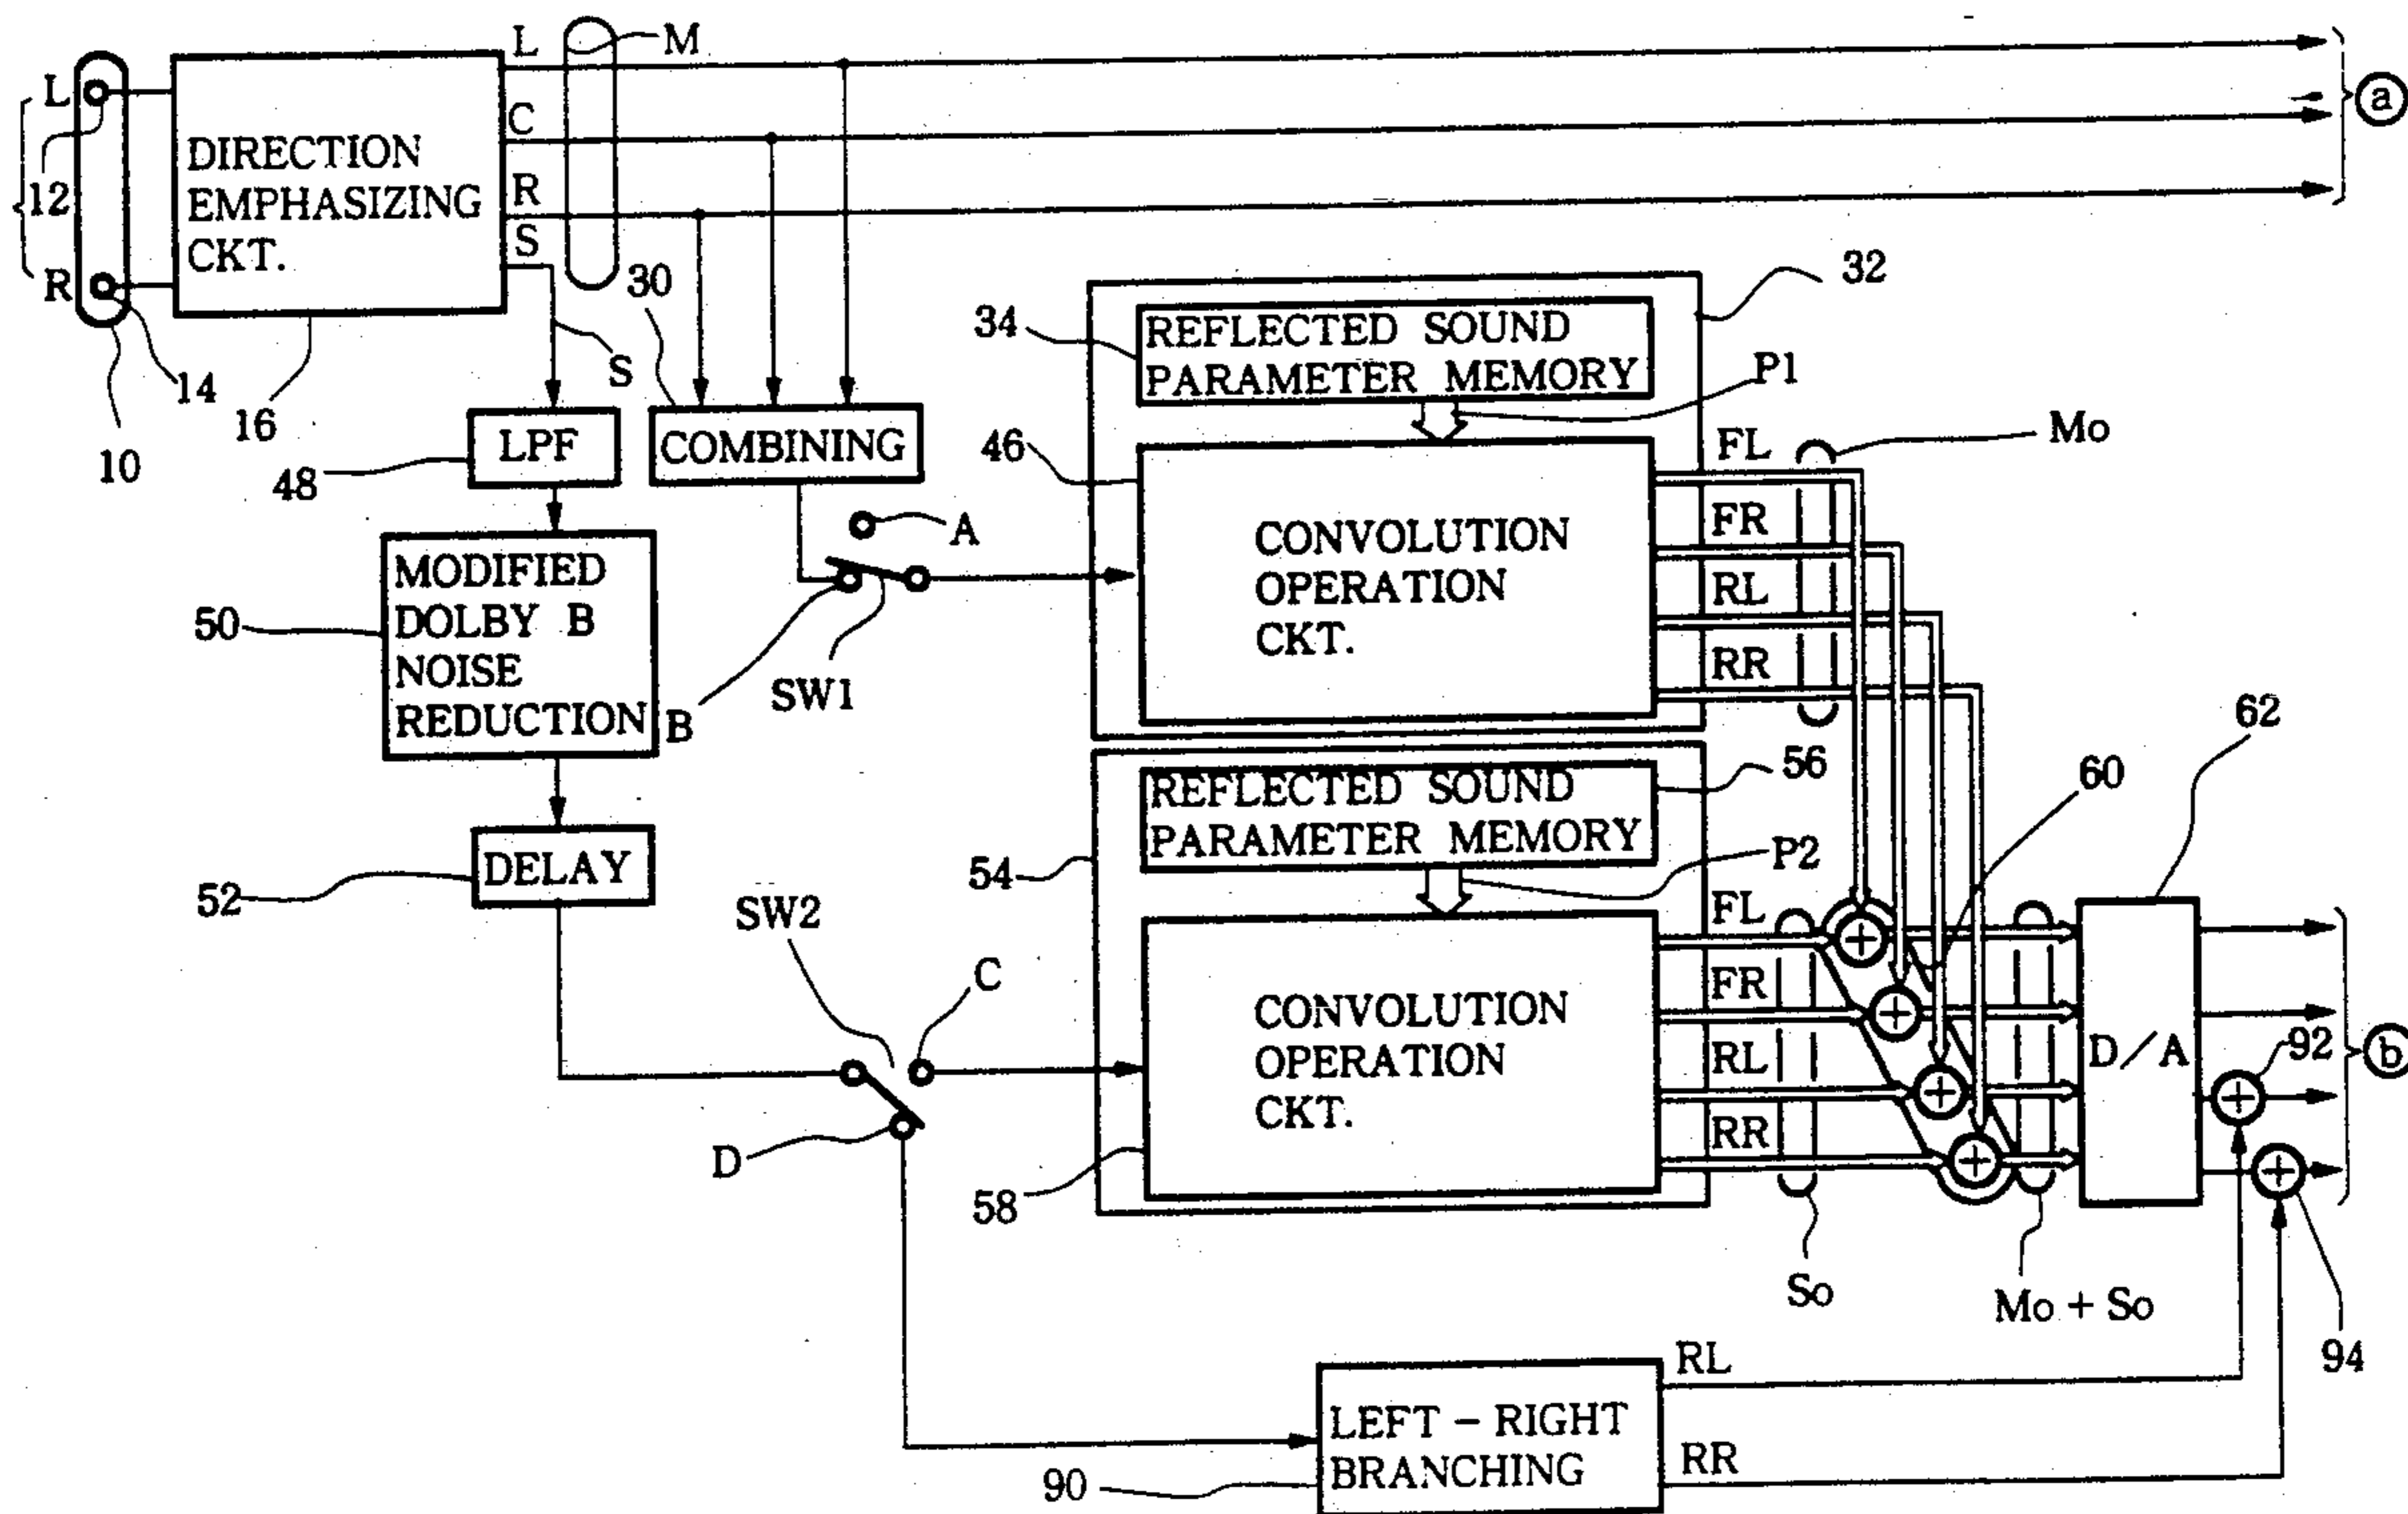 L
M
C
R
S
a
L
12
R
DIRECTION
EMPHASIZING
CKT.
10
14
16
S
30
LPF
48
COMBINING
32
34
REFLECTED SOUND
PARAMETER MEMORY
P1
46
CONVOLUTION
OPERATION
CKT.
FL
FR
RL
RR
Mo
A
B
SW1
50
MODIFIED
DOLBY B
NOISE
REDUCTION
52
DELAY
54
REFLECTED SOUND
PARAMETER MEMORY
56
P2
60
62
SW2
C
D
58
CONVOLUTION
OPERATION
CKT.
FL
FR
RL
RR
+
+
+
+
D/A
92
+
+
b
94
So
Mo + So
90
LEFT - RIGHT
BRANCHING
RL
RR